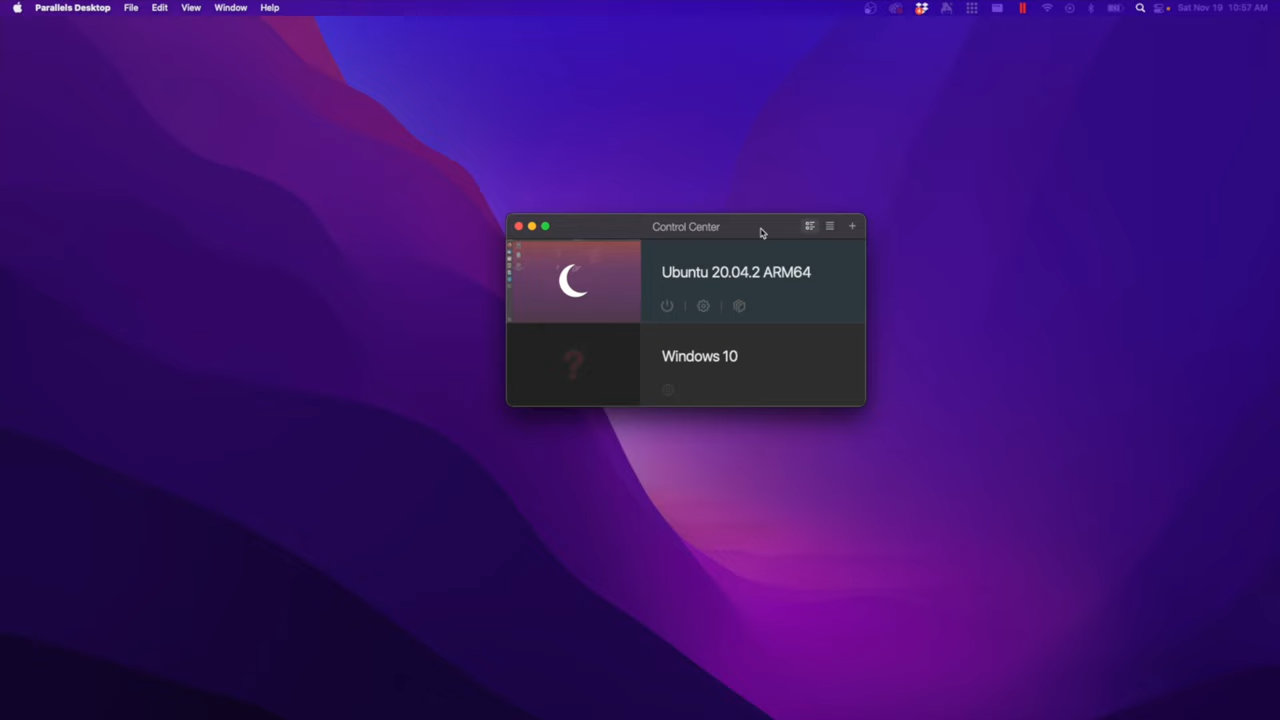 Parallels Desktop File Edit View Window Help Sat Nov 19 10:57 AM
Control Center
Ubuntu 20.04.2 ARM64
?
Windows 10